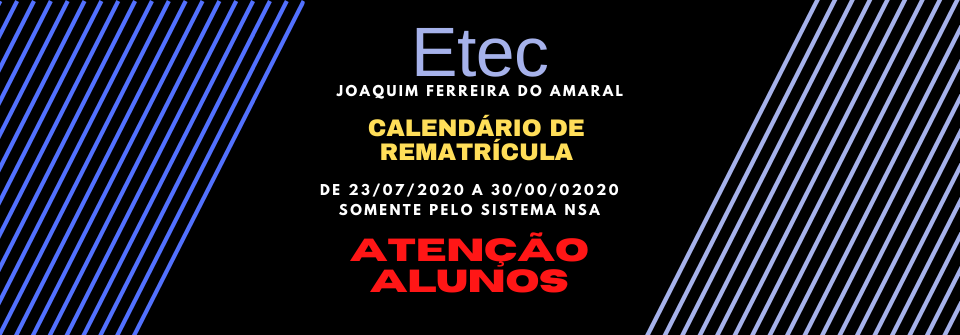 Etec
JOAQUIM FERREIRA DO AMARAL
CALENDÁRIO DE
REMATRÍCULA
DE 23/07/2020 A 30/00/02020
SOMENTE PELO SISTEMA NSA
ATENÇÃO
ALUNOS